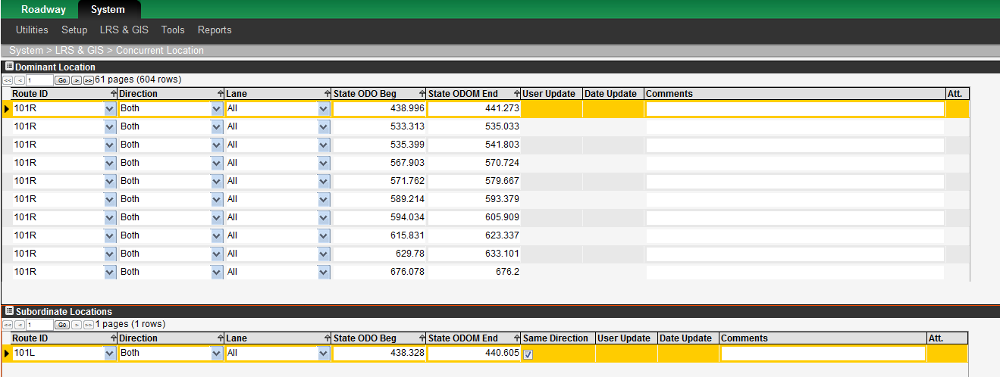 Roadway System
Utilities Setup LRS & GIS Tools Reports
System > LRS & GIS > Concurrent Location
Dominant Location
<< < 1 Go > >> 61 pages (604 rows)
Route ID Direction Lane State ODO Beg State ODOM End User Update Date Update Comments Att.
101R Both All 438.996 441.273
101R Both All 533.313 535.033
101R Both All 535.399 541.803
101R Both All 567.903 570.724
101R Both All 571.762 579.667
101R Both All 589.214 593.379
101R Both All 594.034 605.909
101R Both All 615.831 623.337
101R Both All 629.78 633.101
101R Both All 676.078 676.2
Subordinate Locations
<< < 1 Go > >> 1 pages (1 rows)
Route ID Direction Lane State ODO Beg State ODOM End Same Direction User Update Date Update Comments Att.
101L Both All 438.328 440.605